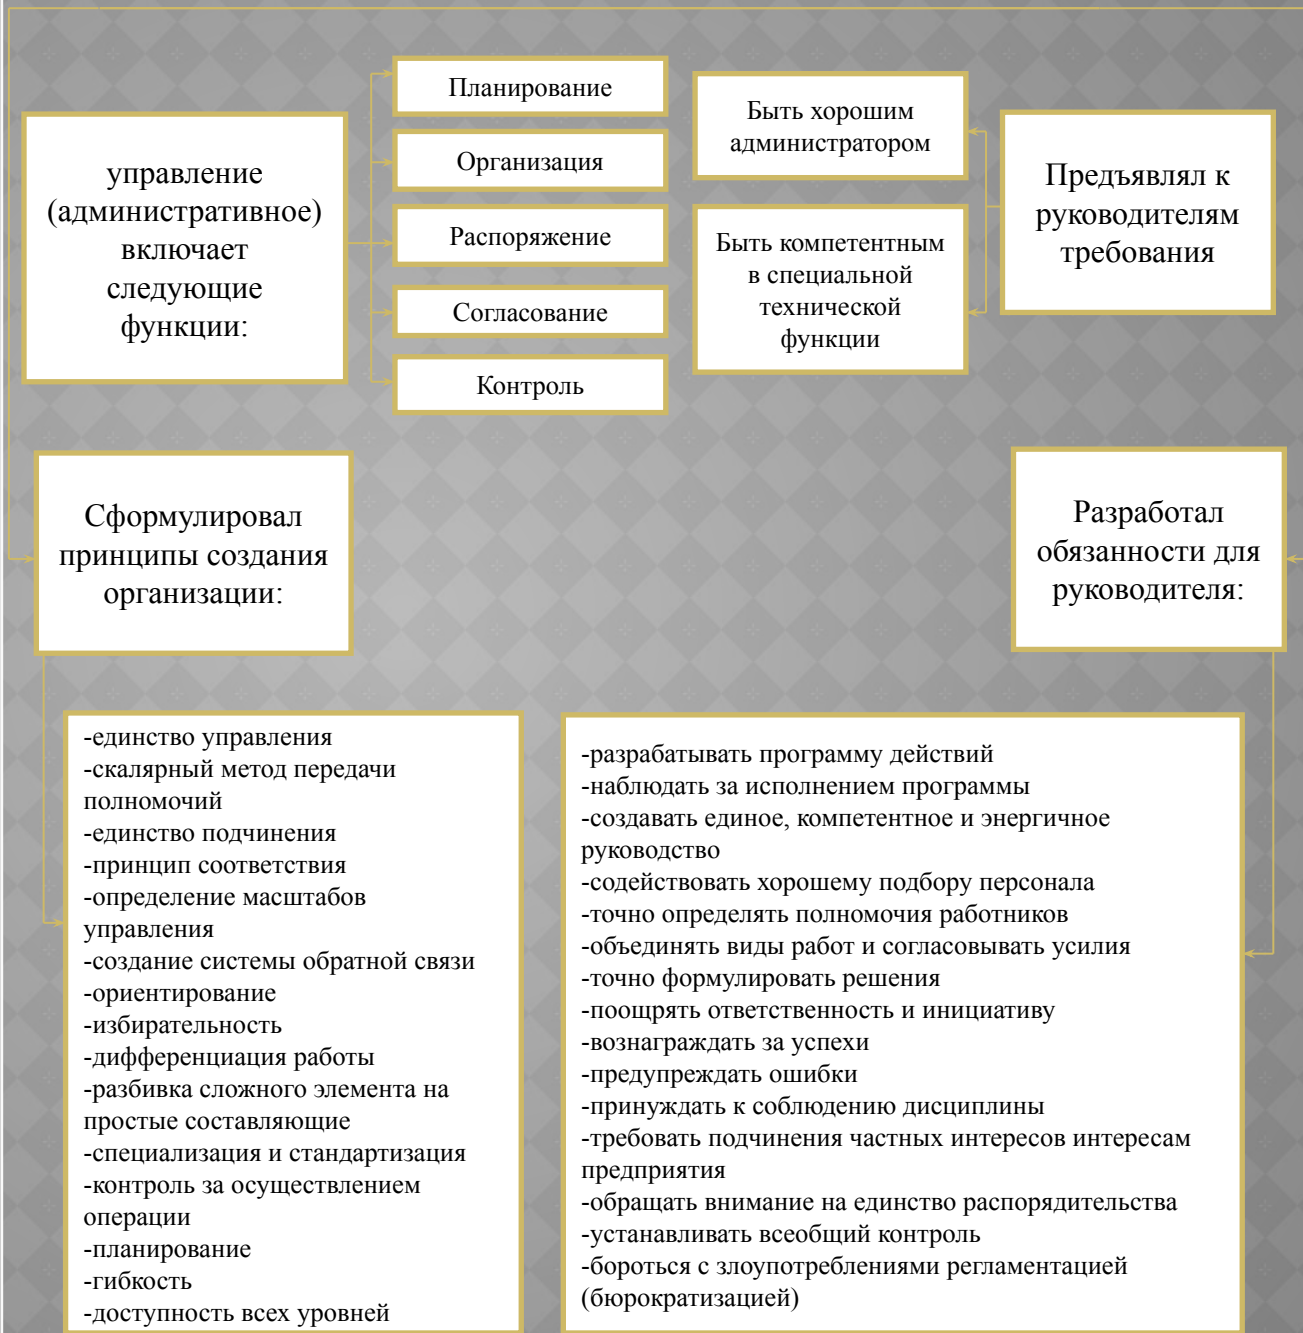 управление
(административное)
включает
следующие
функции:
Планирование
Организация
Распоряжение
Согласование
Контроль
Быть хорошим
администратором
Быть компетентным
в специальной
технической
функции
Предъявлял к
руководителям
требования
Сформулировал
принципы создания
организации:
Разработал
обязанности для
руководителя:
-единство управления
-скалярный метод передачи
полномочий
-единство подчинения
-принцип соответствия
-определение масштабов
управления
-создание системы обратной связи
-ориентирование
-избирательность
-дифференциация работы
-разбивка сложного элемента на
простые составляющие
-специализация и стандартизация
-контроль за осуществлением
операции
-планирование
-гибкость
-доступность всех уровней
-разрабатывать программу действий
-наблюдать за исполнением программы
-создавать единое, компетентное и энергичное
руководство
-содействовать хорошему подбору персонала
-точно определять полномочия работников
-объединять виды работ и согласовывать усилия
-точно формулировать решения
-поощрять ответственность и инициативу
-вознаграждать за успехи
-предупреждать ошибки
-принуждать к соблюдению дисциплины
-требовать подчинения частных интересов интересам
предприятия
-обращать внимание на единство распорядительства
-устанавливать всеобщий контроль
-бороться с злоупотреблениями регламентацией
(бюрократизацией)